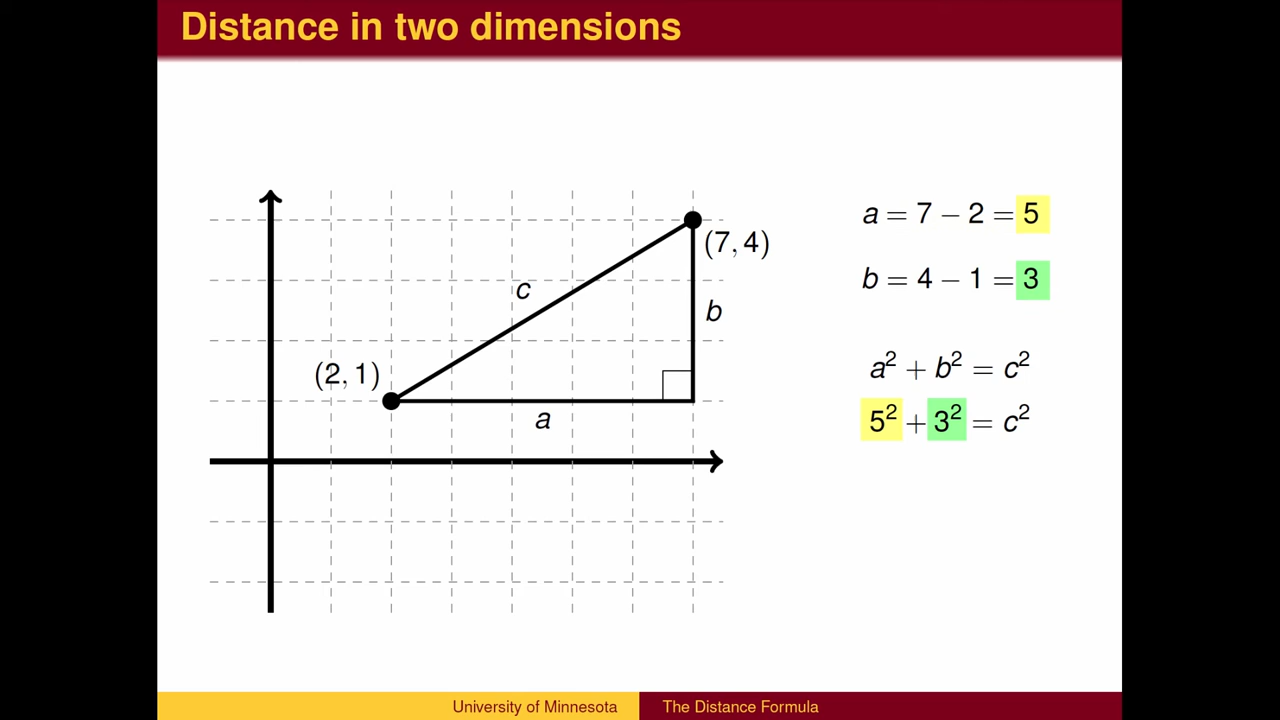 Distance in two dimensions
(7, 4)
c
b
(2, 1)
a
a = 7 − 2 = 5
b = 4 − 1 = 3
a² + b² = c²
5² + 3² = c²
University of Minnesota
The Distance Formula